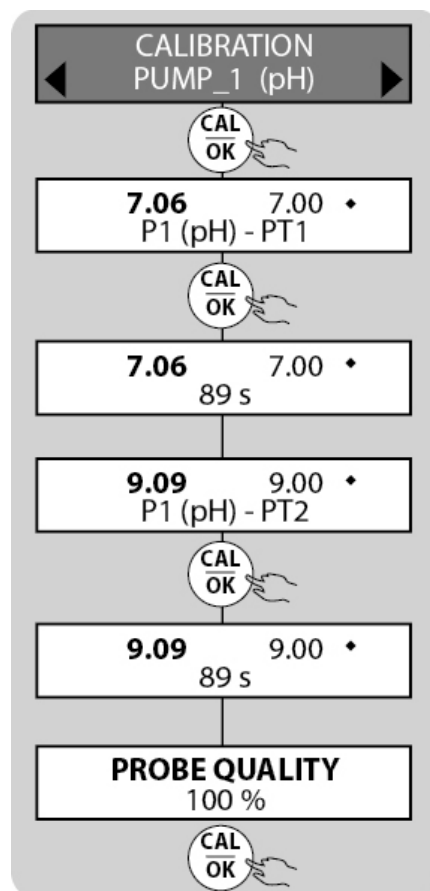 CALIBRATION
PUMP_1 (pH)
CAL
OK
7.06 7.00
P1 (pH) - PT1
CAL
OK
7.06 7.00
89 s
9.09 9.00
P1 (pH) - PT2
CAL
OK
9.09 9.00
89 s
PROBE QUALITY
100 %
CAL
OK